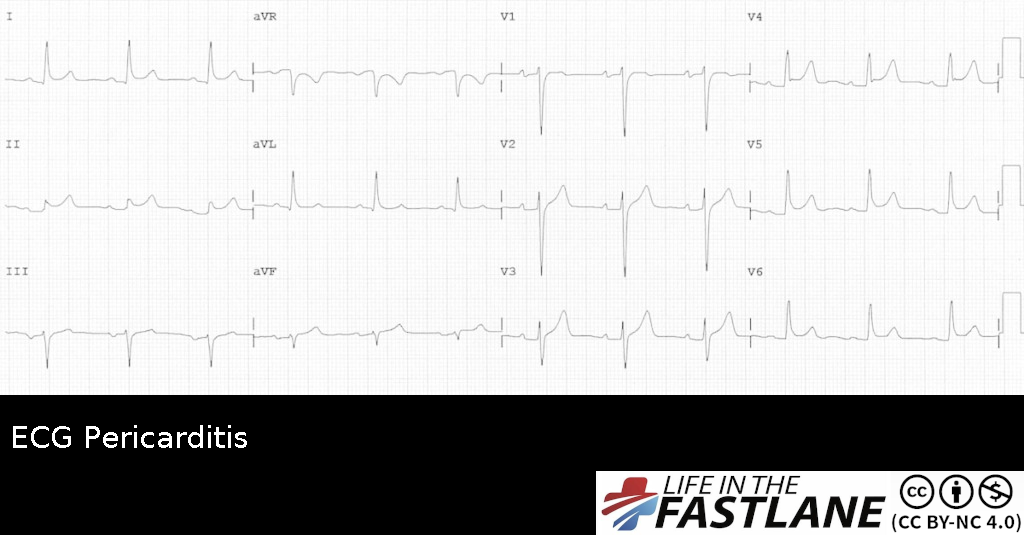 I aVR V1 V4
II aVL V2 V5
III aVF V3 V6
ECG Pericarditis
LIFE IN THE
FASTLANE
cc
(CC BY-NC 4.0)